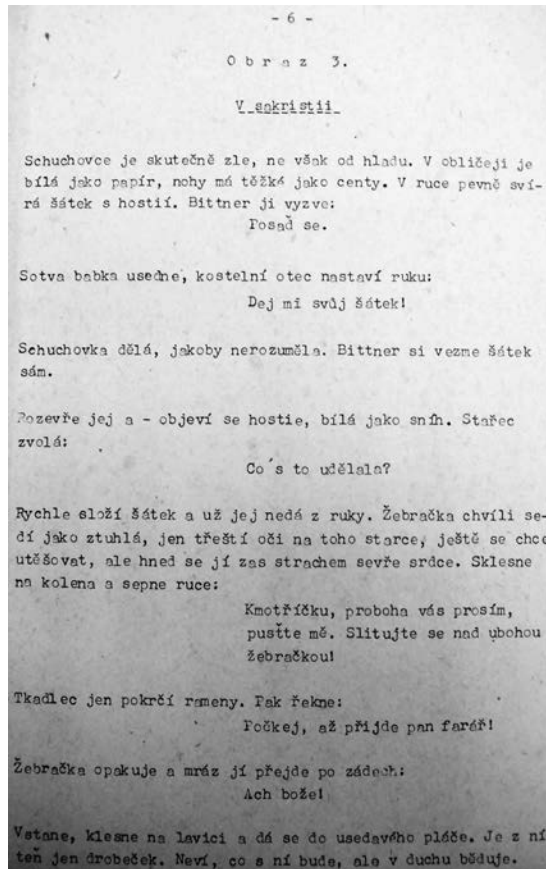 - 6 -
O b r a z  3.
V sakristii
Schuchovce je skutečně zle, ne však od hladu. V obličeji je
bílá jako papír, nohy má těžké jako centy. V ruce pevně sví-
rá šátek s hostií. Bittner ji vyzve:
Posaď se.
Sotva babka usedne, kostelní otec nastaví ruku:
Dej mi svůj šátek!
Schuchovka dělá, jakoby nerozuměla. Bittner si vezme šátek
sám.
Rozevře jej a - objeví se hostie, bílá jako sníh. Stařec
zvolá:
Co´s to udělala?
Rychle složí šátek a už jej nedá z ruky. Žebračka chvíli se-
dí jako ztuhlá, jen třeští oči na toho starce, ještě se chce
utěšovat, ale hned se jí zas strachem sevře srdce. Sklesne
na kolena a sepne ruce:
Kmotříčku, proboha vás prosím,
pusťte mě. Slitujte se nad ubohou
žebračkou!
Tkadlec jen pokrčí rameny. Pak řekne:
Počkej, až přijde pan farář!
Žebračka opakuje a mráz jí přejde po zádech:
Ach bože!
Vstane, klesne na lavici a dá se do usedavého pláče. Je z ní
teň jen drobeček. Neví, co s ní bude, ale v duchu běduje.